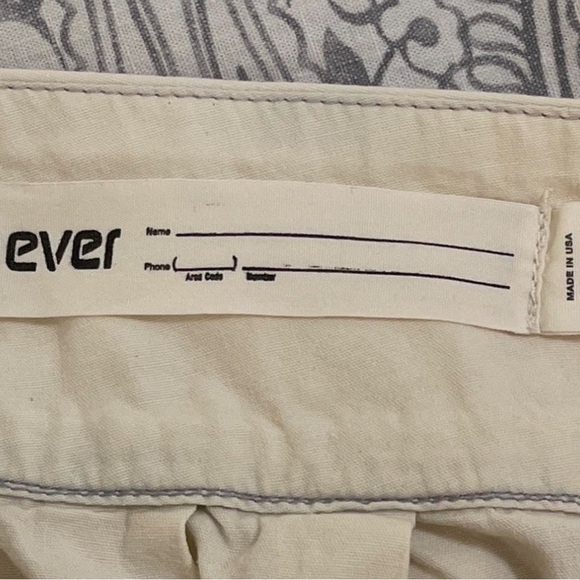 ever
Name
Phone ( )
Area Code Number
MADE IN USA